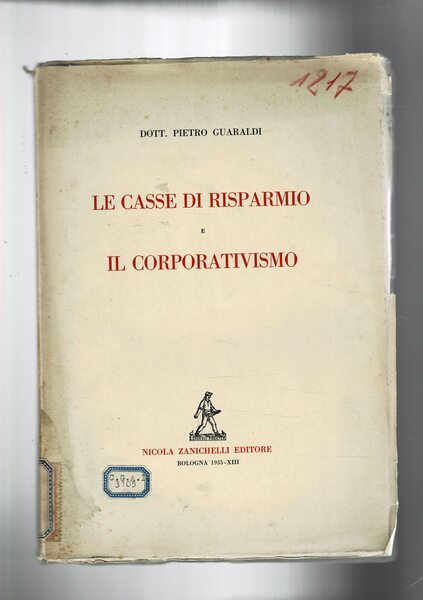 1217
DOTT. PIETRO GUARALDI
LE CASSE DI RISPARMIO
E
IL CORPORATIVISMO
NICOLA ZANICHELLI EDITORE
BOLOGNA 1935-XIII